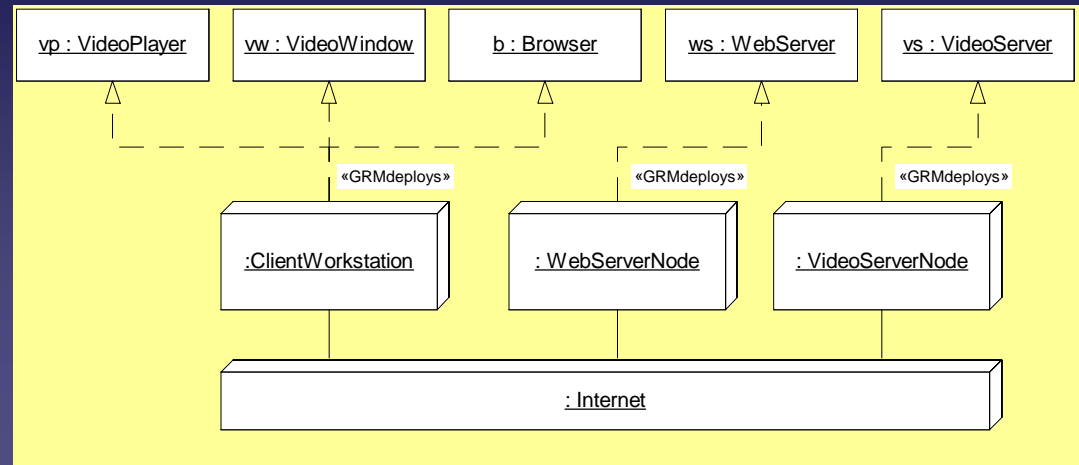 vp : VideoPlayer
vw : VideoWindow
b : Browser
ws : WebServer
vs : VideoServer
«GRMdeploys»
«GRMdeploys»
«GRMdeploys»
:ClientWorkstation
: WebServerNode
: VideoServerNode
: Internet